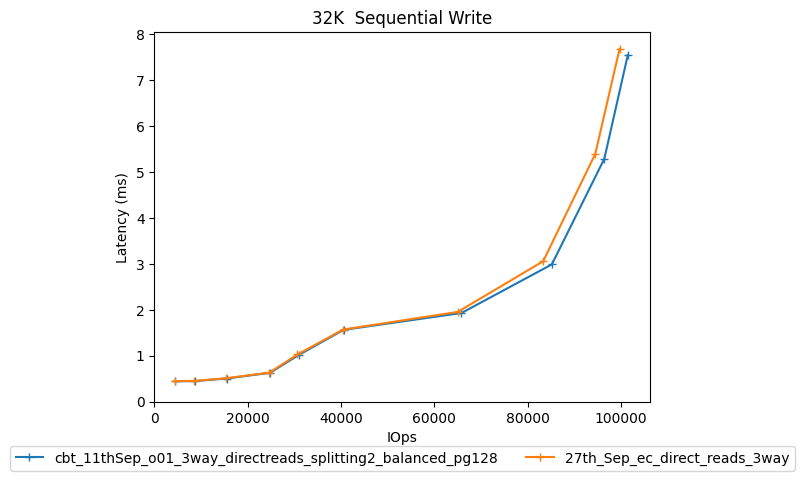 32K  Sequential Write
8
7
6
5
4
3
2
1
0
Latency (ms)
0 20000 40000 60000 80000 100000
IOps
cbt_11thSep_o01_3way_directreads_splitting2_balanced_pg128 27th_Sep_ec_direct_reads_3way